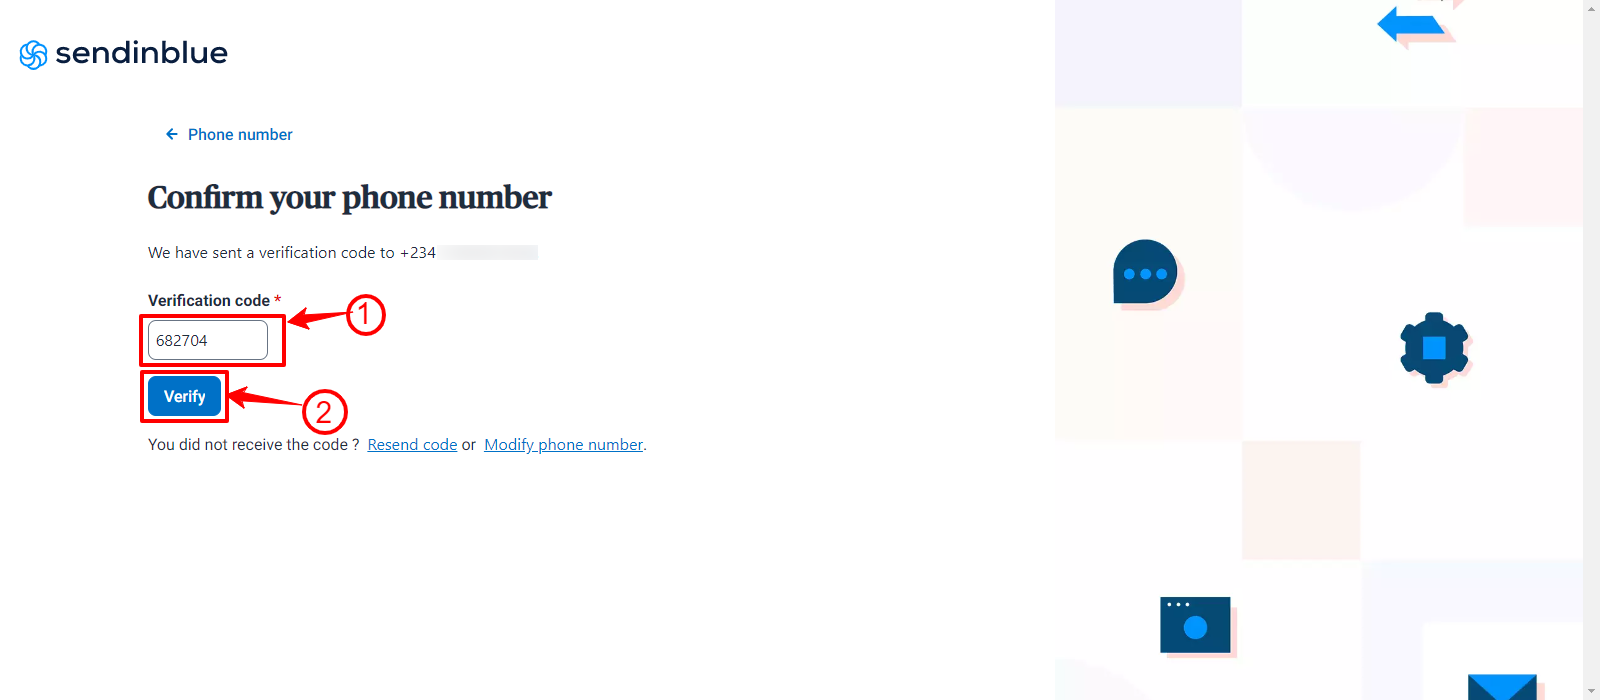 sendinblue
← Phone number
Confirm your phone number
We have sent a verification code to +234
Verification code *
1
682704
Verify
2
You did not receive the code ? Resend code or Modify phone number.